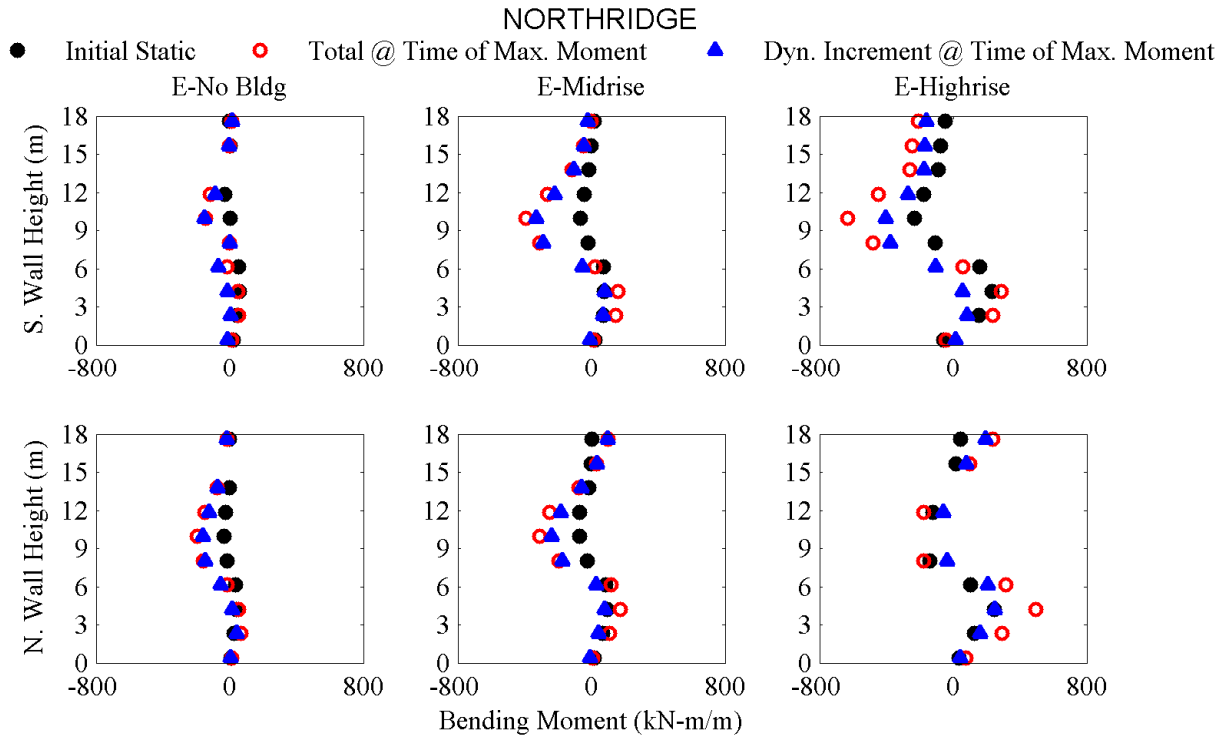 NORTHRIDGE
Initial Static Total @ Time of Max. Moment Dyn. Increment @ Time of Max. Moment
E-No Bldg E-Midrise E-Highrise
S. Wall Height (m)
18 18 18
15 15 15
12 12 12
9 9 9
6 6 6
3 3 3
0 0 0
-800 0 800 -800 0 800 -800 0 800
N. Wall Height (m)
18 18 18
15 15 15
12 12 12
9 9 9
6 6 6
3 3 3
0 0 0
-800 0 800 -800 0 800 -800 0 800
Bending Moment (kN-m/m)